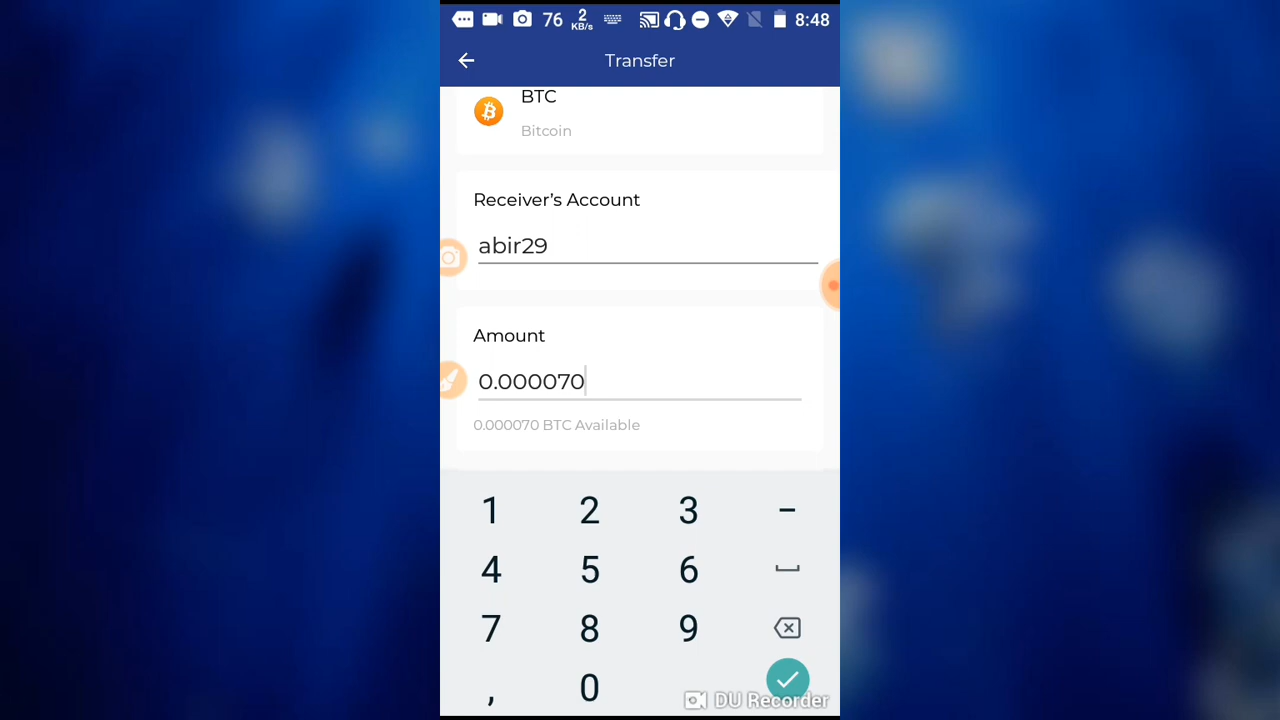 76 2 KB/s 8:48
Transfer
BTC
Bitcoin
Receiver's Account
abir29
Amount
0.000070
0.000070 BTC Available
1 2 3 -
4 5 6
7 8 9
, 0
DU Recorder